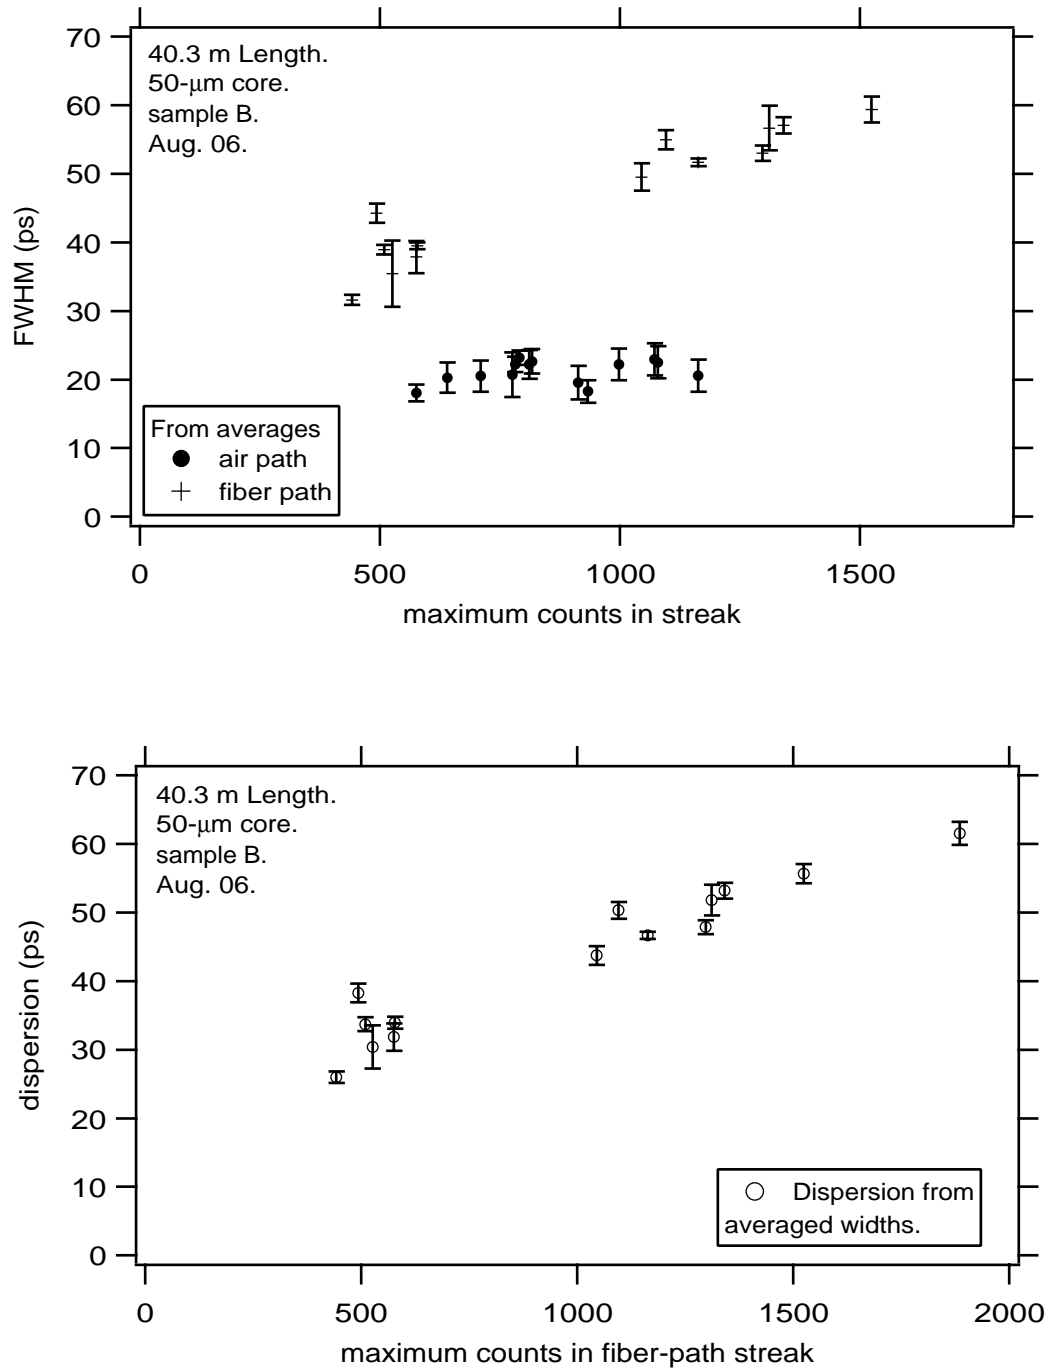 70
60
50
40
30
20
10
0
FWHM (ps)
40.3 m Length.
50-μm core.
sample B.
Aug. 06.
From averages
air path
fiber path
0 500 1000 1500
maximum counts in streak
70
60
50
40
30
20
10
0
dispersion (ps)
40.3 m Length.
50-μm core.
sample B.
Aug. 06.
Dispersion from
averaged widths.
0 500 1000 1500 2000
maximum counts in fiber-path streak